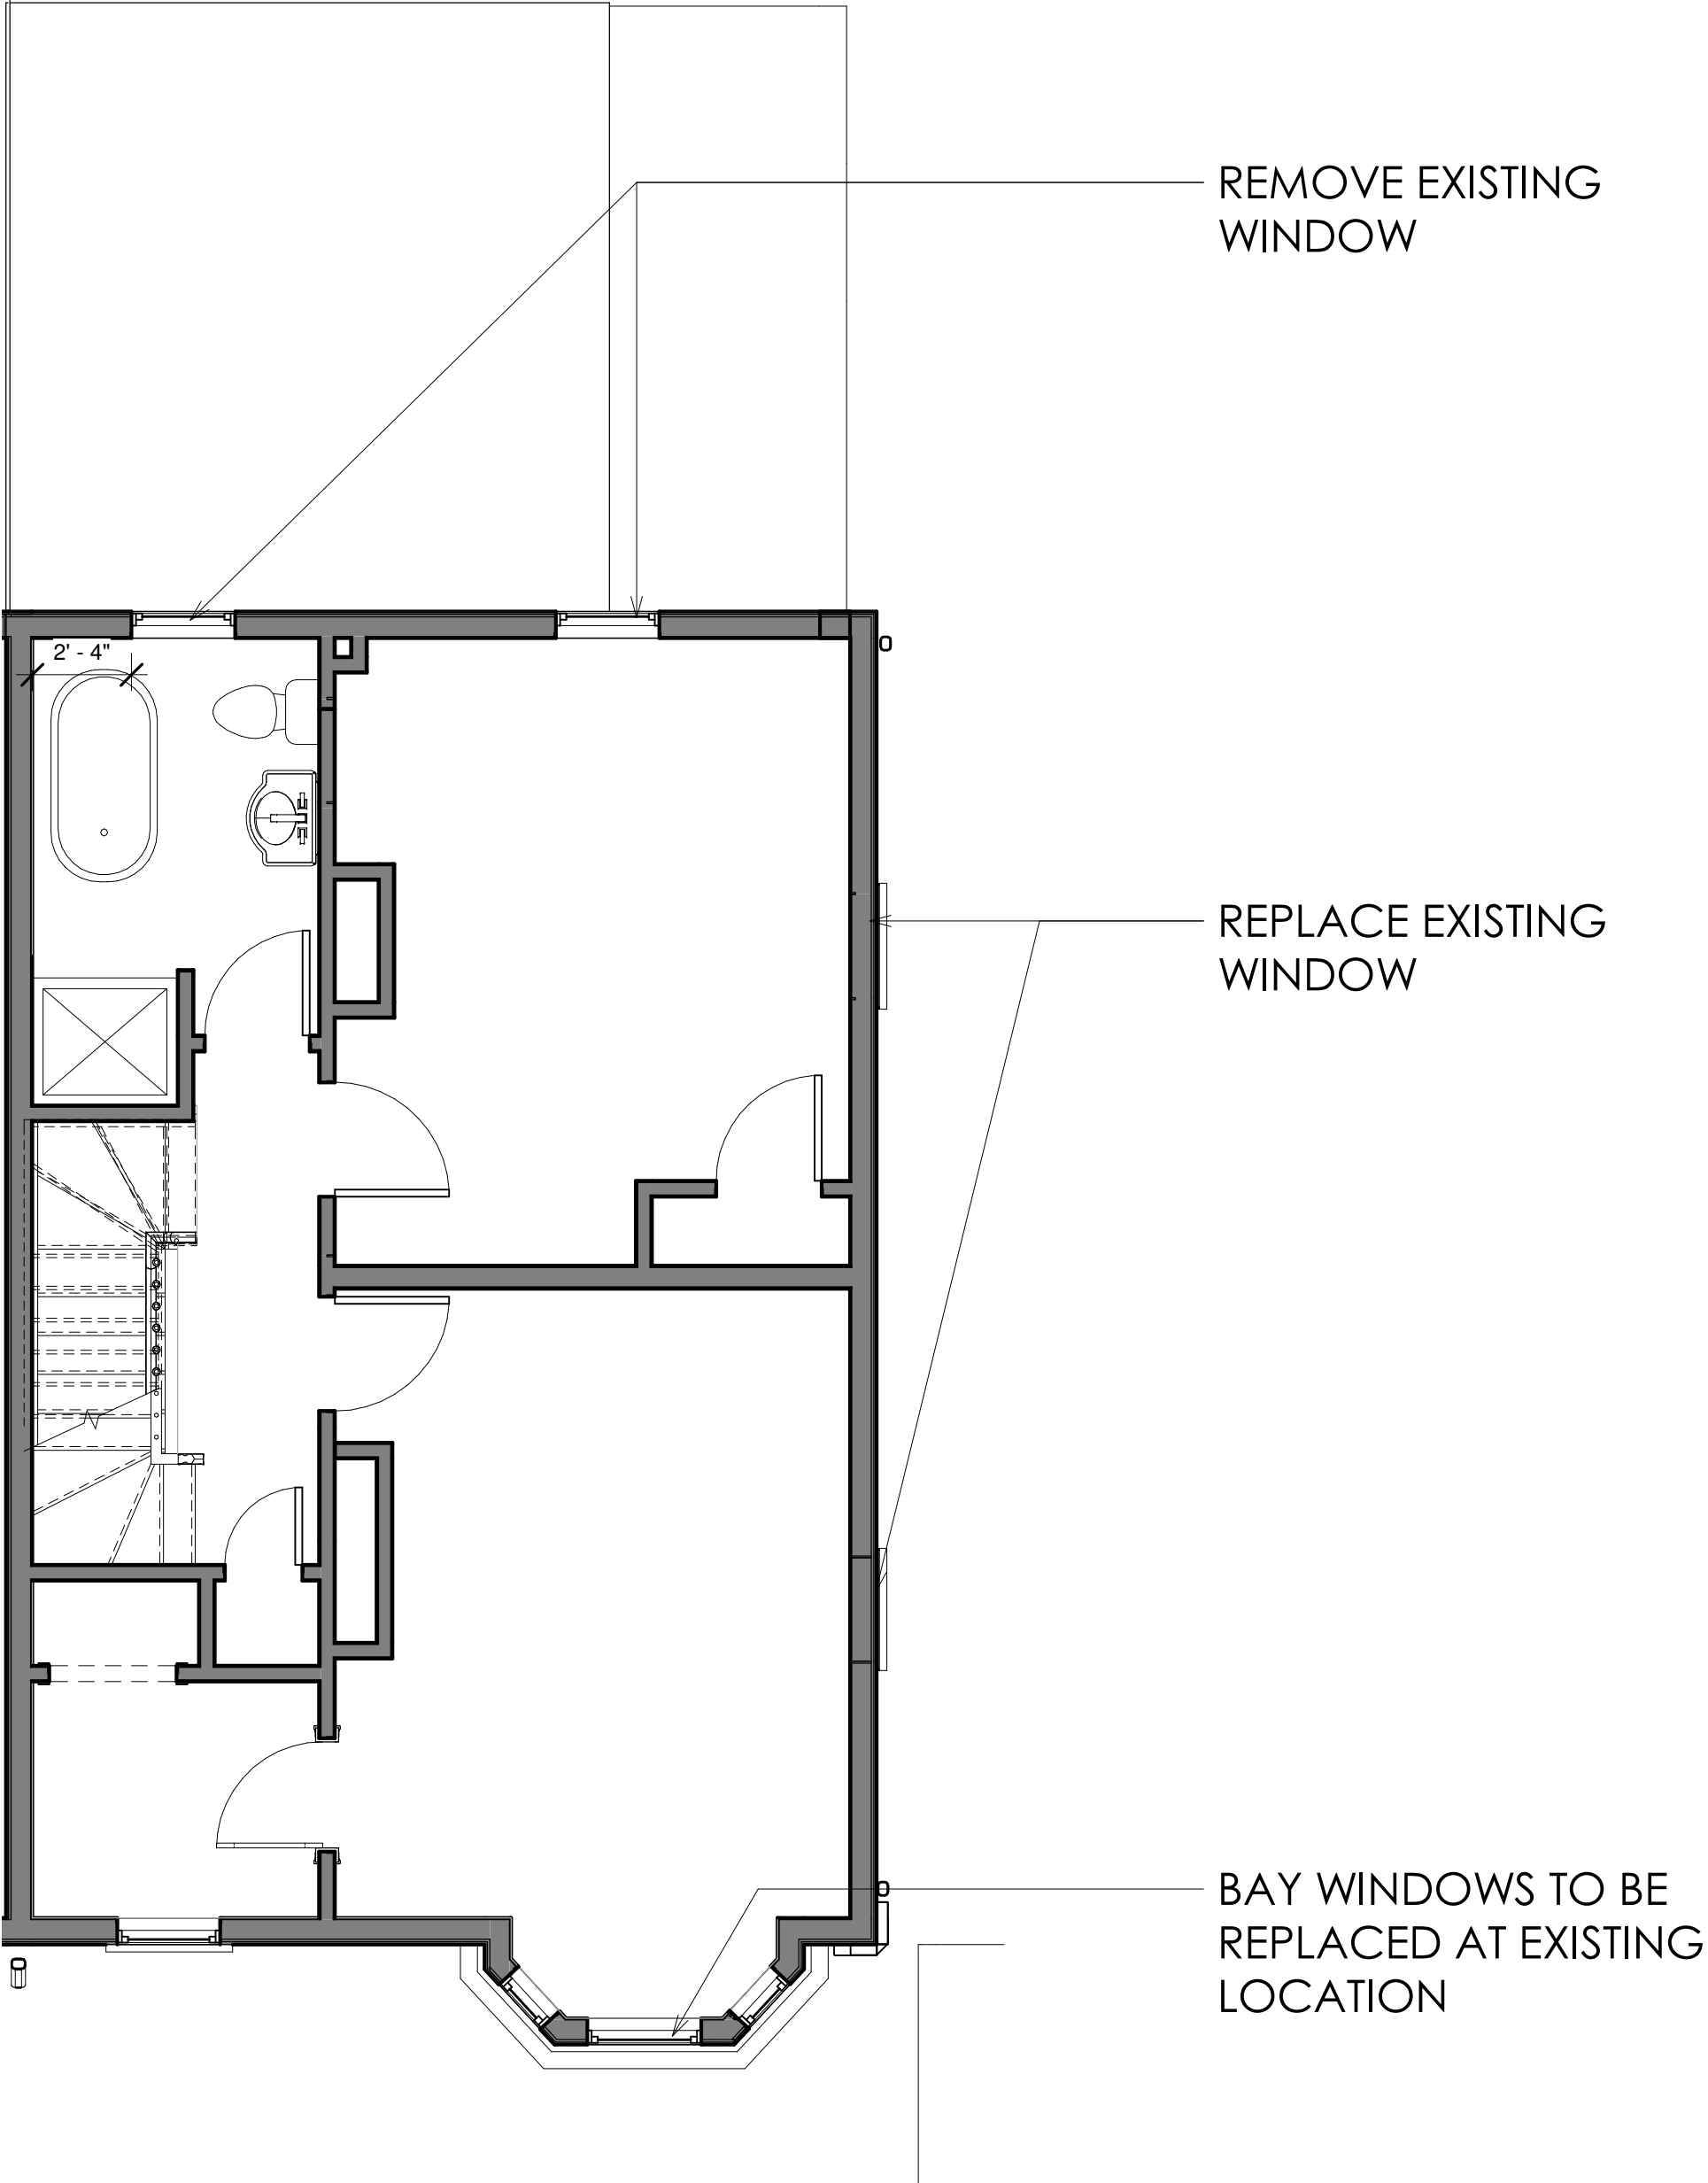 REMOVE EXISTING
WINDOW
2' - 4"
REPLACE EXISTING
WINDOW
BAY WINDOWS TO BE
REPLACED AT EXISTING
LOCATION